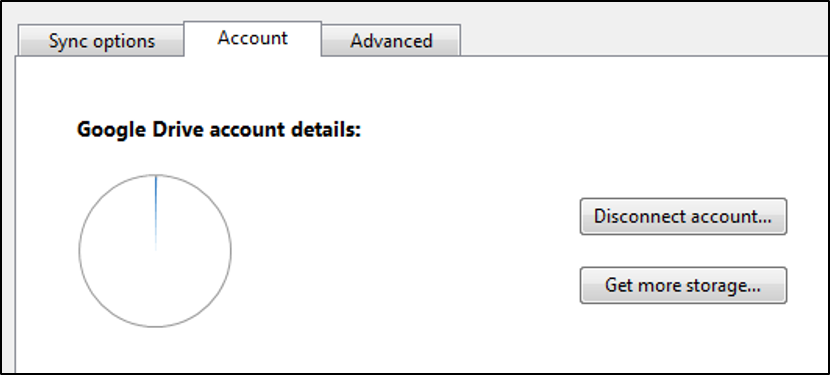 Sync options
Account
Advanced
Google Drive account details:
Disconnect account...
Get more storage...